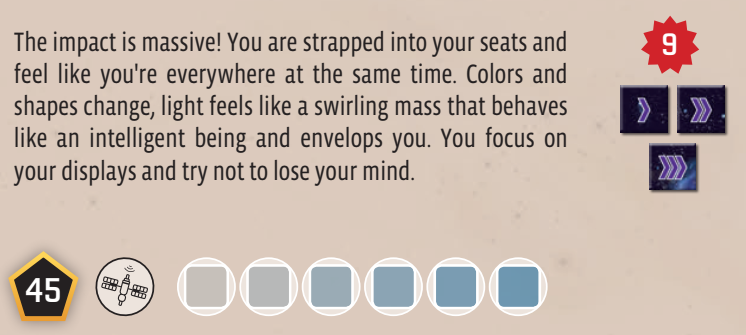 The impact is massive! You are strapped into your seats and
feel like you're everywhere at the same time. Colors and
shapes change, light feels like a swirling mass that behaves
like an intelligent being and envelops you. You focus on
your displays and try not to lose your mind.
9
45